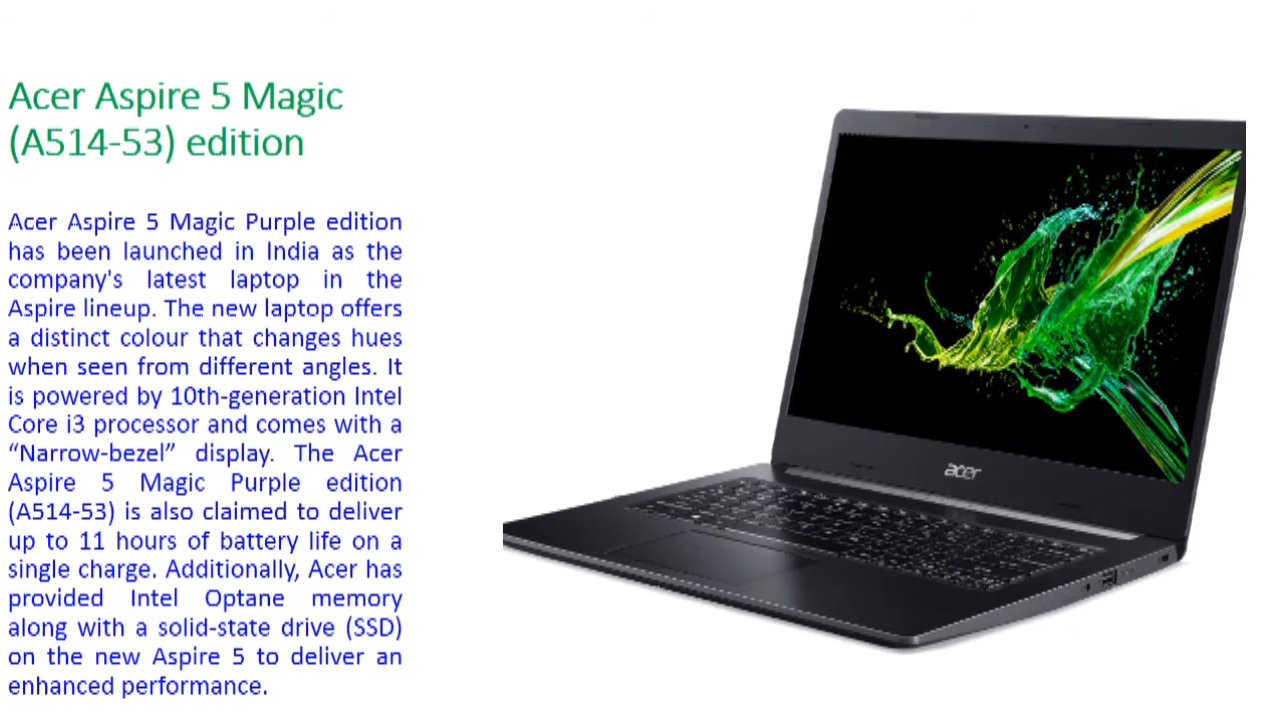 Acer Aspire 5 Magic
(A514-53) edition
Acer Aspire 5 Magic Purple edition
has been launched in India as the
company's latest laptop in the
Aspire lineup. The new laptop offers
a distinct colour that changes hues
when seen from different angles. It
is powered by 10th-generation Intel
Core i3 processor and comes with a
“Narrow-bezel” display. The Acer
Aspire 5 Magic Purple edition
(A514-53) is also claimed to deliver
up to 11 hours of battery life on a
single charge. Additionally, Acer has
provided Intel Optane memory
along with a solid-state drive (SSD)
on the new Aspire 5 to deliver an
enhanced performance.
acer